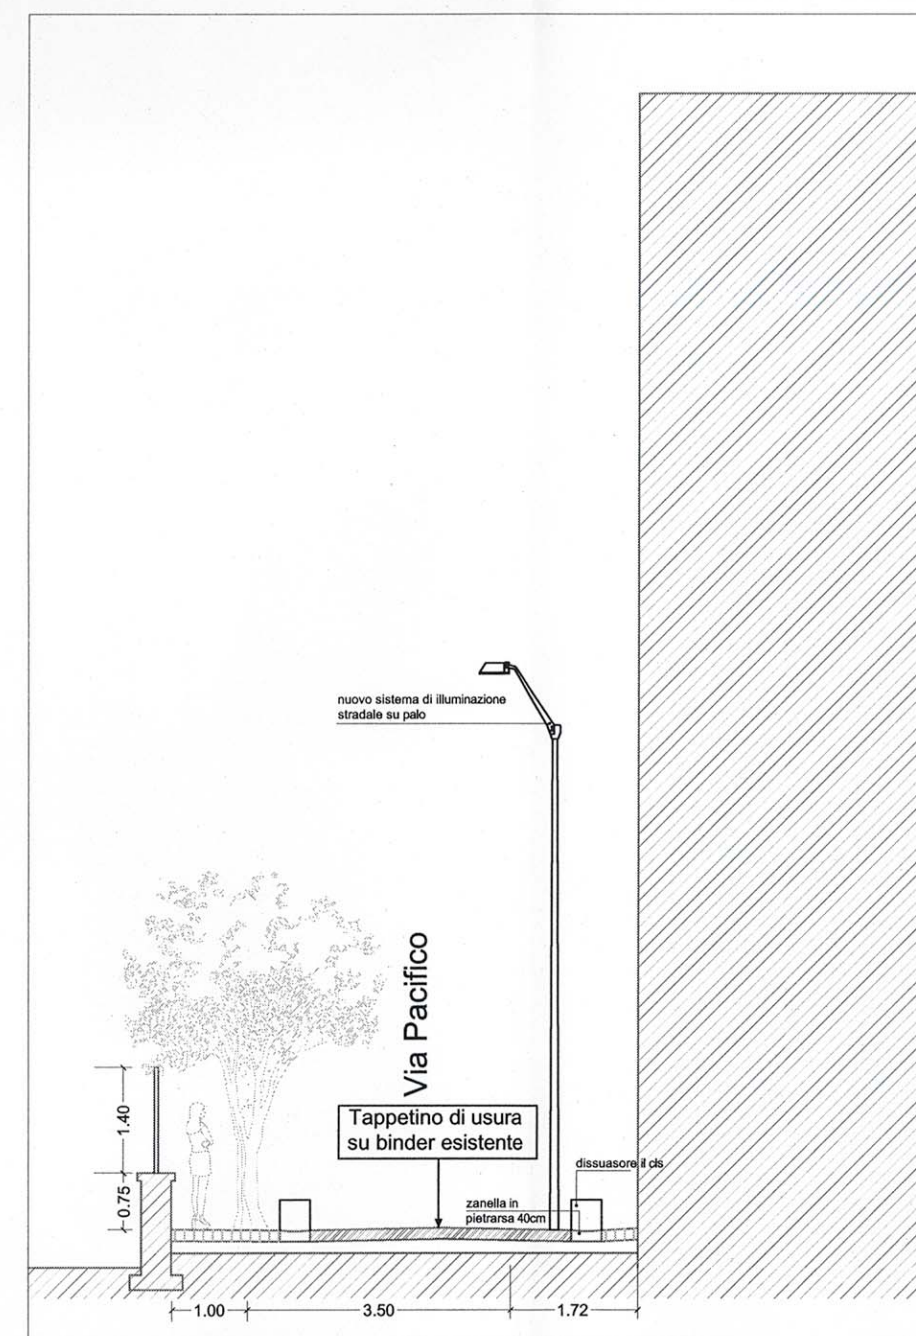 nuovo sistema di illuminazione
stradale su palo
Via Pacifico
1.40
Tappetino di usura
su binder esistente
dissuasore il cls
0.75
zanella in
pietrarsa 40cm
1.00
3.50
1.72